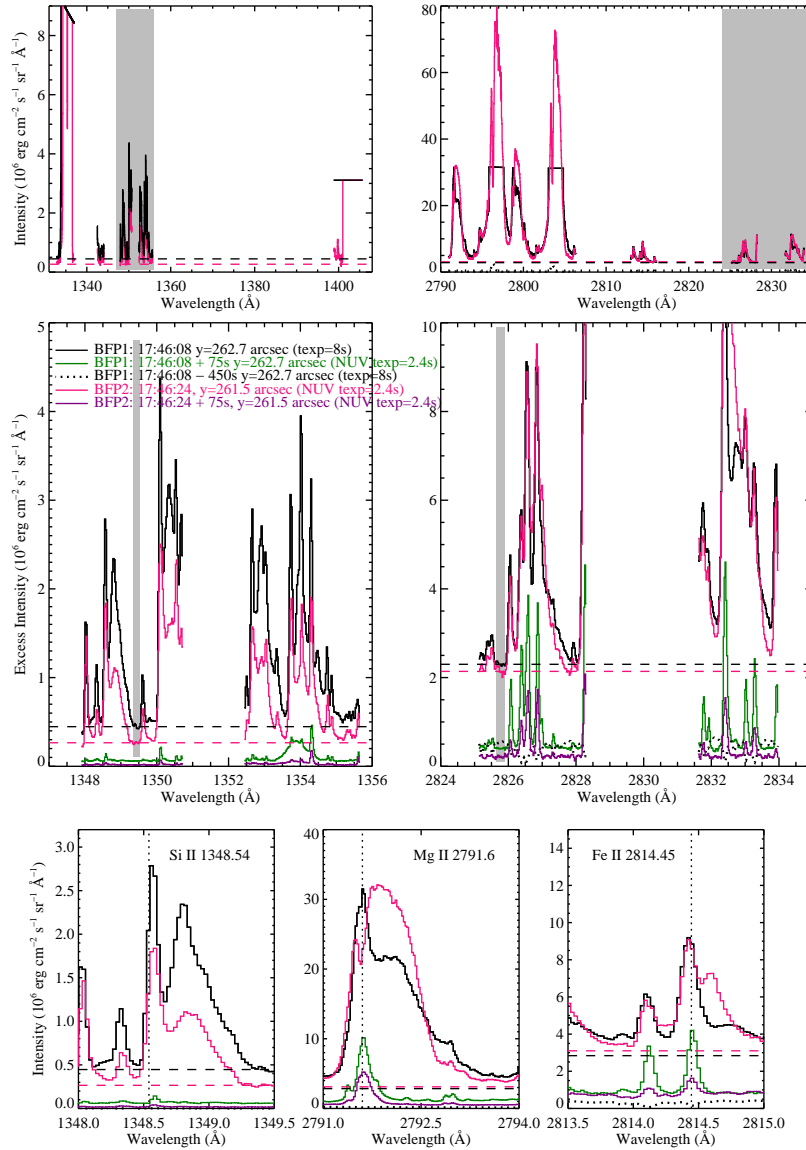 Intensity (10⁶ erg cm⁻² s⁻¹ sr⁻¹ Å⁻¹)
8
6
4
2
0
1340 1360 1380 1400
Wavelength (Å)
80
60
40
20
0
2790 2800 2810 2820 2830
Wavelength (Å)
Excess Intensity (10⁶ erg cm⁻² s⁻¹ sr⁻¹ Å⁻¹)
5
4
3
2
1
0
BFP1: 17:46:08 y=262.7 arcsec (texp=8s)
BFP1: 17:46:08 + 75s y=262.7 arcsec (NUV texp=2.4s)
BFP1: 17:46:08 − 450s y=262.7 arcsec (texp=8s)
BFP2: 17:46:24, y=261.5 arcsec (NUV texp=2.4s)
BFP2: 17:46:24 + 75s, y=261.5 arcsec (NUV texp=2.4s)
1348 1350 1352 1354 1356
Wavelength (Å)
10
8
6
4
2
0
2824 2826 2828 2830 2832 2834
Wavelength (Å)
Intensity (10⁶ erg cm⁻² s⁻¹ sr⁻¹ Å⁻¹)
3.0
2.5
2.0
1.5
1.0
0.5
0.0
Si II 1348.54
1348.0 1348.5 1349.0 1349.5
Wavelength (Å)
40
30
20
10
0
Mg II 2791.6
2791.0 2792.5 2794.0
Wavelength (Å)
14
12
10
8
6
4
2
0
Fe II 2814.45
2813.5 2814.0 2814.5 2815.0
Wavelength (Å)